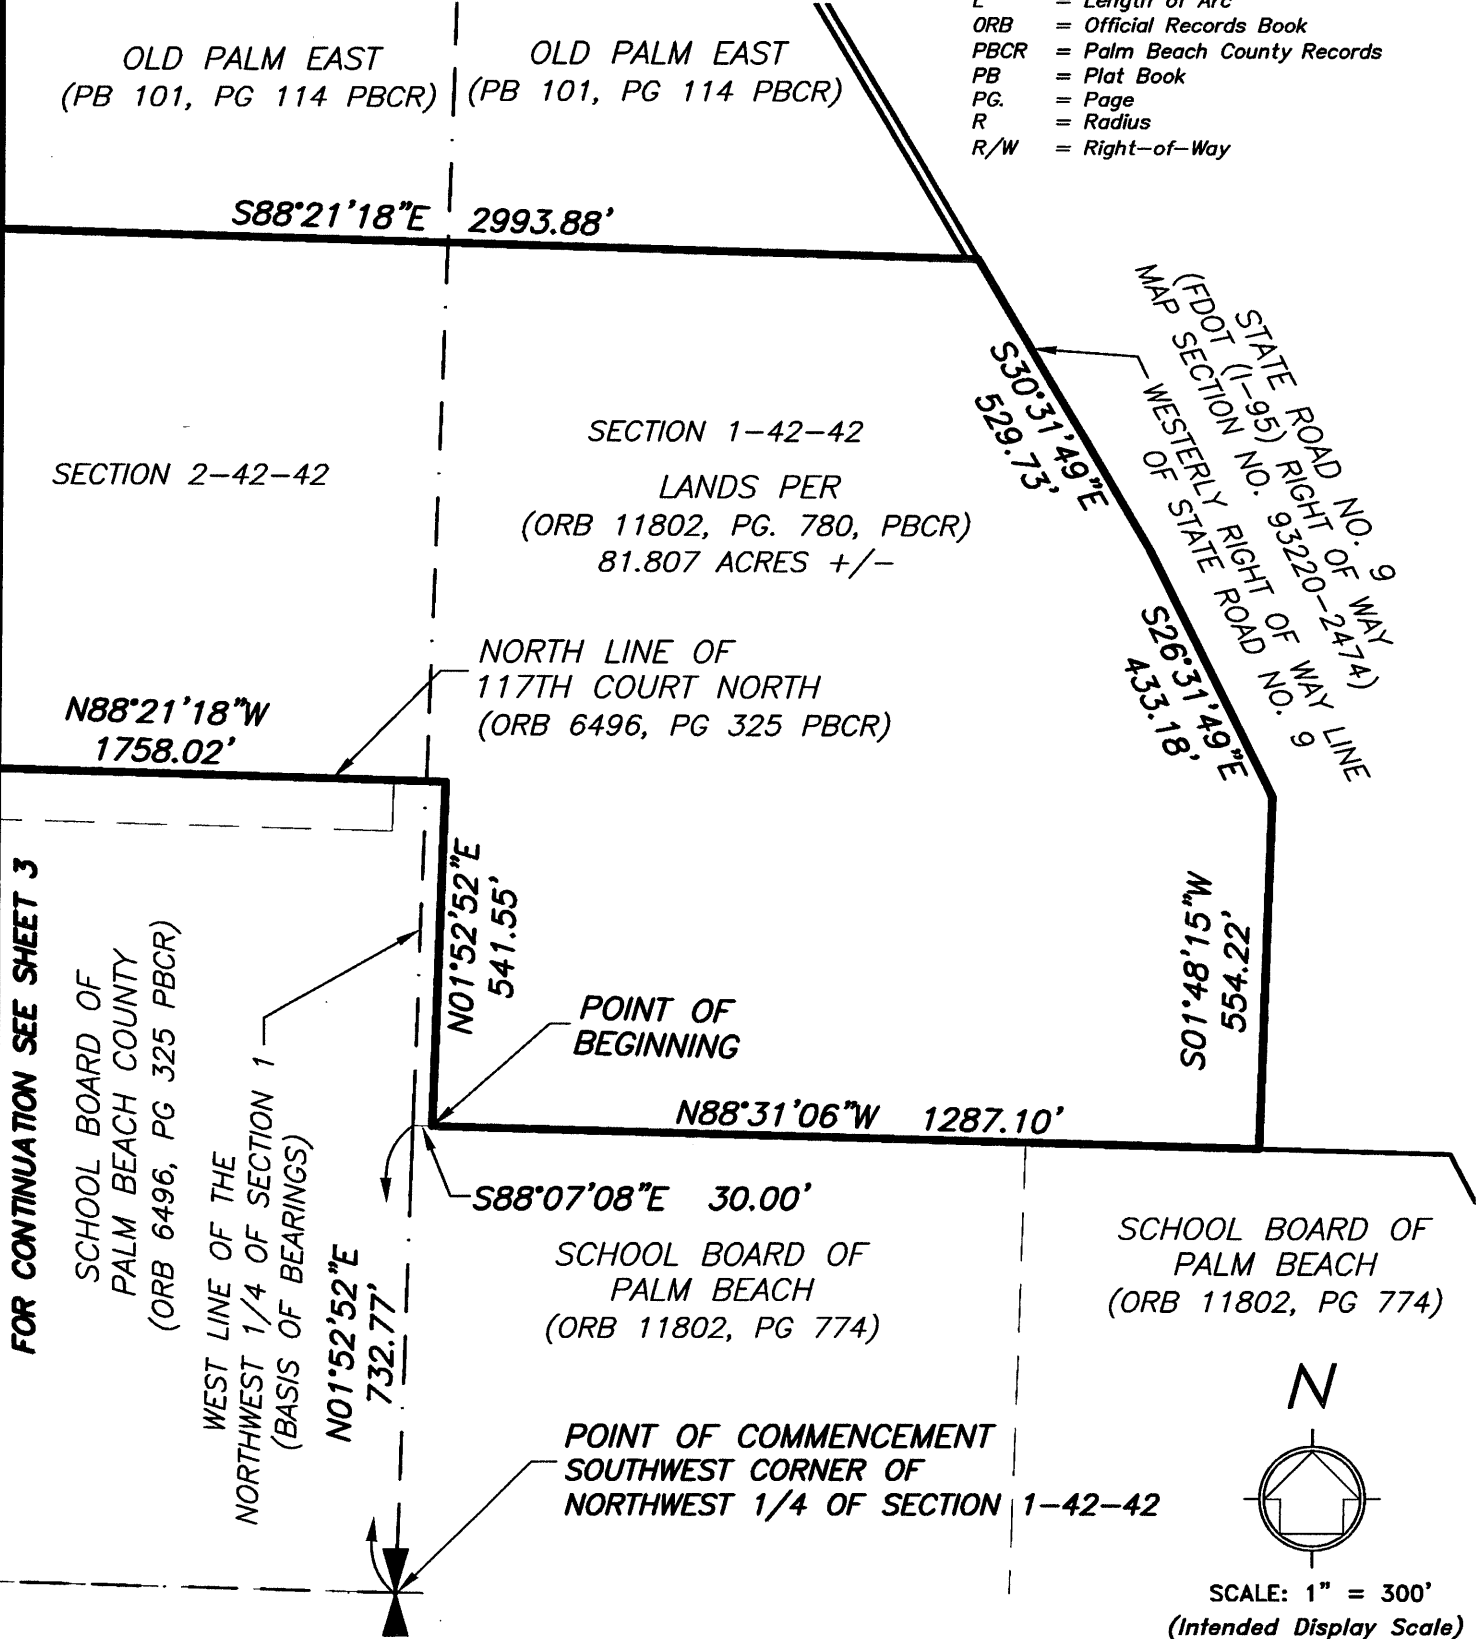 L = Length of Arc
ORB = Official Records Book
PBCR = Palm Beach County Records
PB = Plat Book
PG. = Page
R = Radius
R/W = Right-of-Way
OLD PALM EAST
(PB 101, PG 114 PBCR)
OLD PALM EAST
(PB 101, PG 114 PBCR)
S88°21'18"E 2993.88'
STATE ROAD NO. 9
(FDOT (I-95) RIGHT OF WAY
MAP SECTION NO. 93220-2474)
WESTERLY RIGHT OF WAY LINE
OF STATE ROAD NO. 9
S30°31'49"E
529.73'
SECTION 1-42-42
SECTION 2-42-42
LANDS PER
(ORB 11802, PG. 780, PBCR)
81.807 ACRES +/-
S26°31'49"E
433.18'
NORTH LINE OF
117TH COURT NORTH
(ORB 6496, PG 325 PBCR)
N88°21'18"W
1758.02'
FOR CONTINUATION SEE SHEET 3
SCHOOL BOARD OF
PALM BEACH COUNTY
(ORB 6496, PG 325 PBCR)
WEST LINE OF THE
NORTHWEST 1/4 OF SECTION 1
(BASIS OF BEARINGS)
N01°52'52"E
541.55'
S01°48'15"W
554.22'
POINT OF
BEGINNING
N88°31'06"W 1287.10'
S88°07'08"E 30.00'
N01°52'52"E
732.77'
SCHOOL BOARD OF
PALM BEACH
(ORB 11802, PG 774)
SCHOOL BOARD OF
PALM BEACH
(ORB 11802, PG 774)
POINT OF COMMENCEMENT
SOUTHWEST CORNER OF
NORTHWEST 1/4 OF SECTION 1-42-42
N
SCALE: 1" = 300'
(Intended Display Scale)